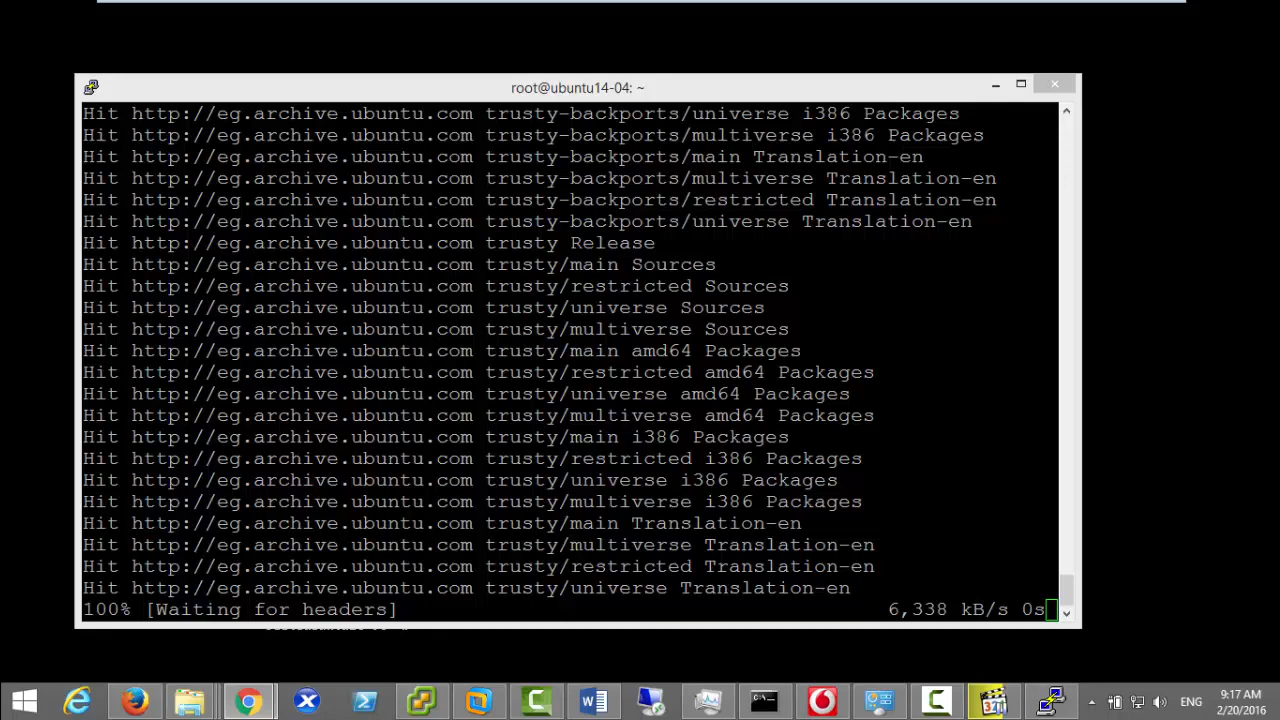 root@ubuntu14-04: ~
Hit http://eg.archive.ubuntu.com trusty-backports/universe i386 Packages
Hit http://eg.archive.ubuntu.com trusty-backports/multiverse i386 Packages
Hit http://eg.archive.ubuntu.com trusty-backports/main Translation-en
Hit http://eg.archive.ubuntu.com trusty-backports/multiverse Translation-en
Hit http://eg.archive.ubuntu.com trusty-backports/restricted Translation-en
Hit http://eg.archive.ubuntu.com trusty-backports/universe Translation-en
Hit http://eg.archive.ubuntu.com trusty Release
Hit http://eg.archive.ubuntu.com trusty/main Sources
Hit http://eg.archive.ubuntu.com trusty/restricted Sources
Hit http://eg.archive.ubuntu.com trusty/universe Sources
Hit http://eg.archive.ubuntu.com trusty/multiverse Sources
Hit http://eg.archive.ubuntu.com trusty/main amd64 Packages
Hit http://eg.archive.ubuntu.com trusty/restricted amd64 Packages
Hit http://eg.archive.ubuntu.com trusty/universe amd64 Packages
Hit http://eg.archive.ubuntu.com trusty/multiverse amd64 Packages
Hit http://eg.archive.ubuntu.com trusty/main i386 Packages
Hit http://eg.archive.ubuntu.com trusty/restricted i386 Packages
Hit http://eg.archive.ubuntu.com trusty/universe i386 Packages
Hit http://eg.archive.ubuntu.com trusty/multiverse i386 Packages
Hit http://eg.archive.ubuntu.com trusty/main Translation-en
Hit http://eg.archive.ubuntu.com trusty/multiverse Translation-en
Hit http://eg.archive.ubuntu.com trusty/restricted Translation-en
Hit http://eg.archive.ubuntu.com trusty/universe Translation-en
100% [Waiting for headers] 6,338 kB/s 0s
ENG
9:17 AM
2/20/2016